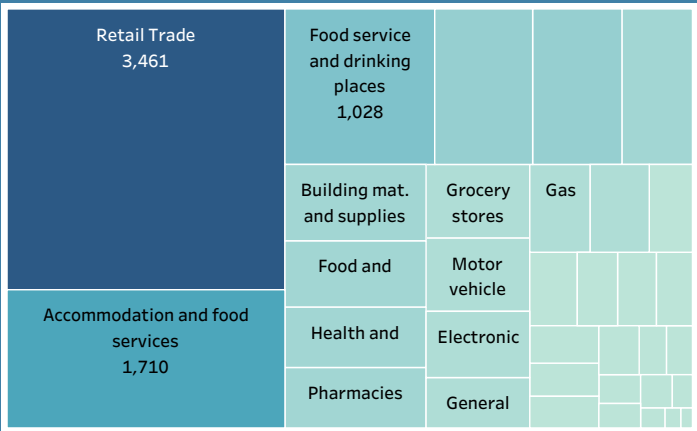 Retail Trade
3,461
Accommodation and food
services
1,710
Food service
and drinking
places
1,028
Building mat.
and supplies
Food and
Health and
Pharmacies
Grocery
stores
Motor
vehicle
Electronic
General
Gas